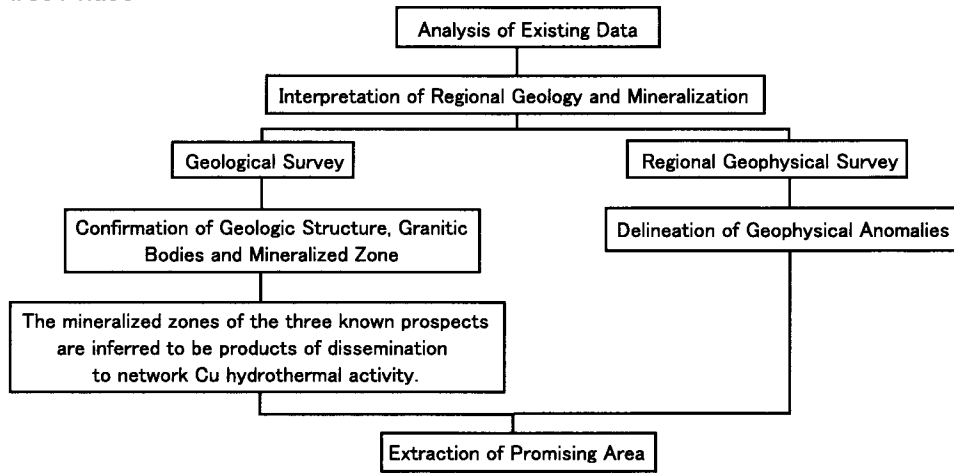 Analysis of Existing Data
Interpretation of Regional Geology and Mineralization
Geological Survey
Regional Geophysical Survey
Confirmation of Geologic Structure, Granitic
Bodies and Mineralized Zone
Delineation of Geophysical Anomalies
The mineralized zones of the three known prospects
are inferred to be products of dissemination
to network Cu hydrothermal activity.
Extraction of Promising Area